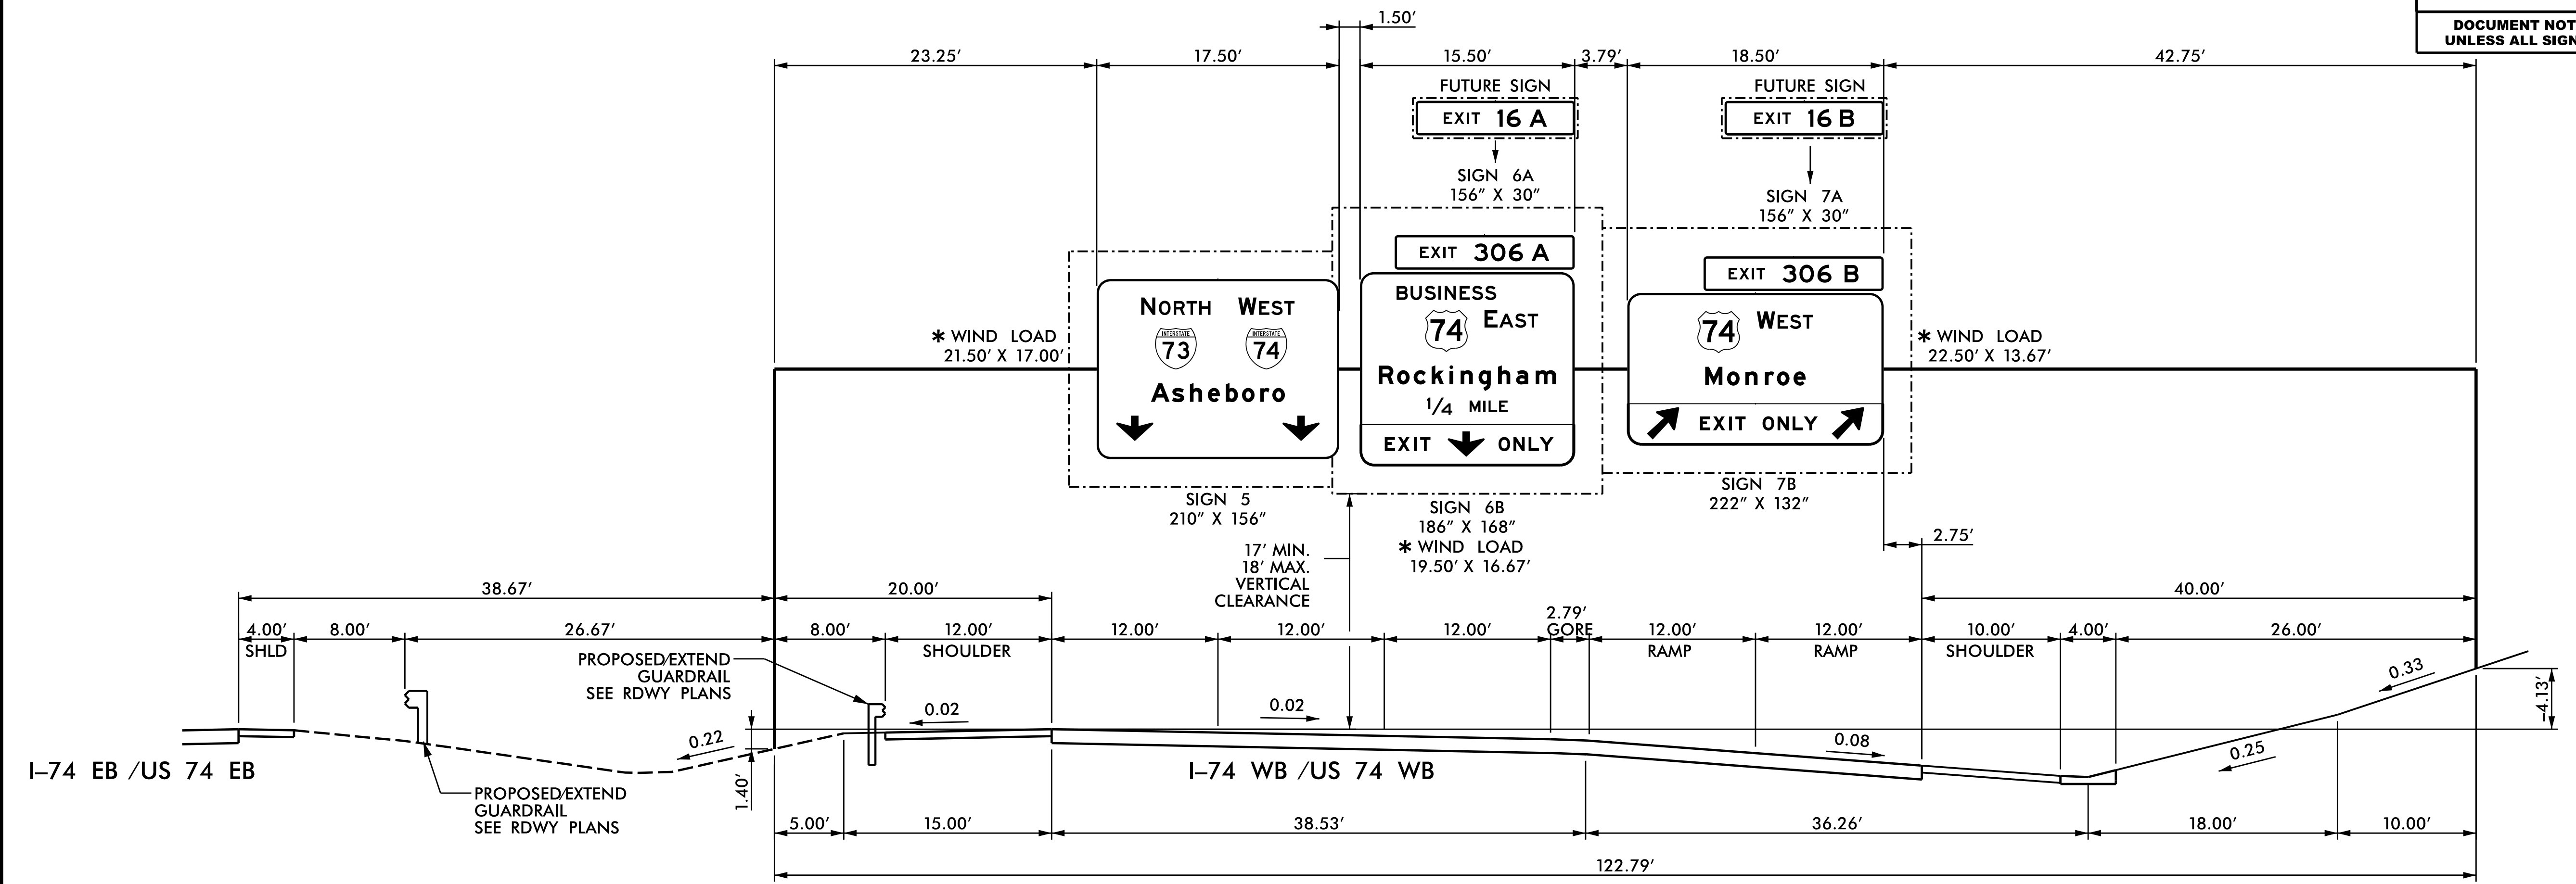 DOCUMENT NOT
UNLESS ALL SIGN
1.50'
23.25'
17.50'
15.50'
3.79'
18.50'
42.75'
FUTURE SIGN
EXIT 16 A
SIGN 6A
156" X 30"
FUTURE SIGN
EXIT 16 B
SIGN 7A
156" X 30"
EXIT 306 A
EXIT 306 B
NORTH WEST
INTERSTATE
73
INTERSTATE
74
Asheboro
BUSINESS
74 EAST
Rockingham
1/4 MILE
EXIT ONLY
74 WEST
Monroe
EXIT ONLY
* WIND LOAD
21.50' X 17.00'
* WIND LOAD
22.50' X 13.67'
SIGN 5
210" X 156"
SIGN 6B
186" X 168"
* WIND LOAD
19.50' X 16.67'
SIGN 7B
222" X 132"
17' MIN.
18' MAX.
VERTICAL
CLEARANCE
2.75'
38.67'
20.00'
40.00'
4.00'
SHLD
8.00'
26.67'
8.00'
12.00'
SHOULDER
12.00'
12.00'
12.00'
2.79'
GORE
12.00'
RAMP
12.00'
RAMP
10.00'
SHOULDER
4.00'
26.00'
PROPOSED/EXTEND
GUARDRAIL
SEE RDWY PLANS
0.22
0.02
0.02
0.08
0.33
0.25
-4.13'
1.40'
I-74 EB /US 74 EB
I-74 WB /US 74 WB
PROPOSED/EXTEND
GUARDRAIL
SEE RDWY PLANS
5.00'
15.00'
38.53'
36.26'
18.00'
10.00'
122.79'